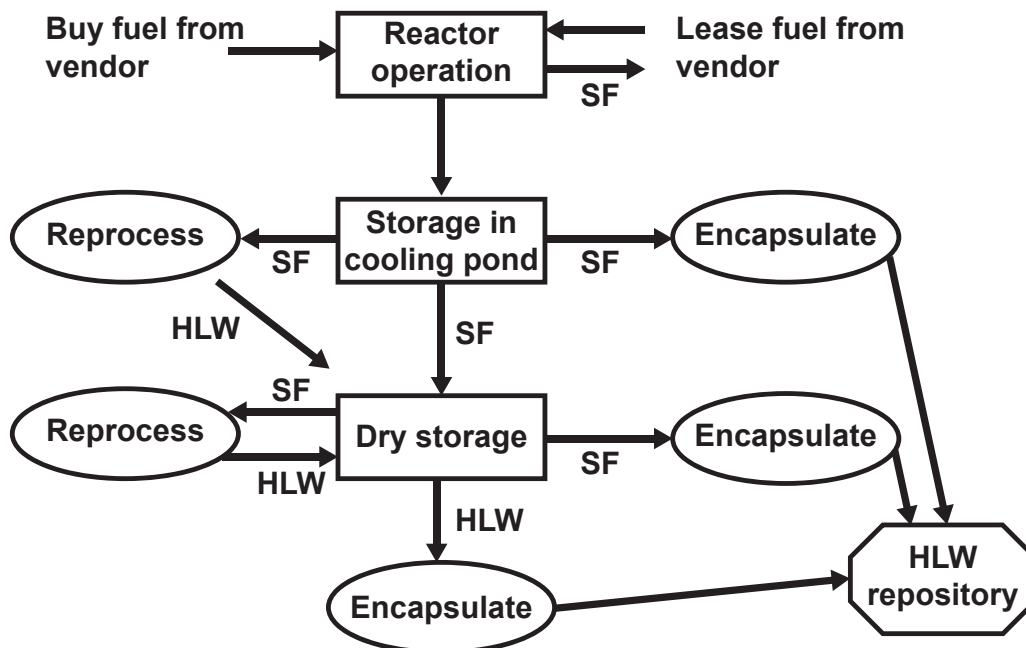 Buy fuel from
vendor
Reactor
operation
Lease fuel from
vendor
SF
Reprocess
SF
Storage in
cooling pond
SF
Encapsulate
HLW
SF
SF
Reprocess
HLW
Dry storage
SF
Encapsulate
HLW
Encapsulate
HLW
repository